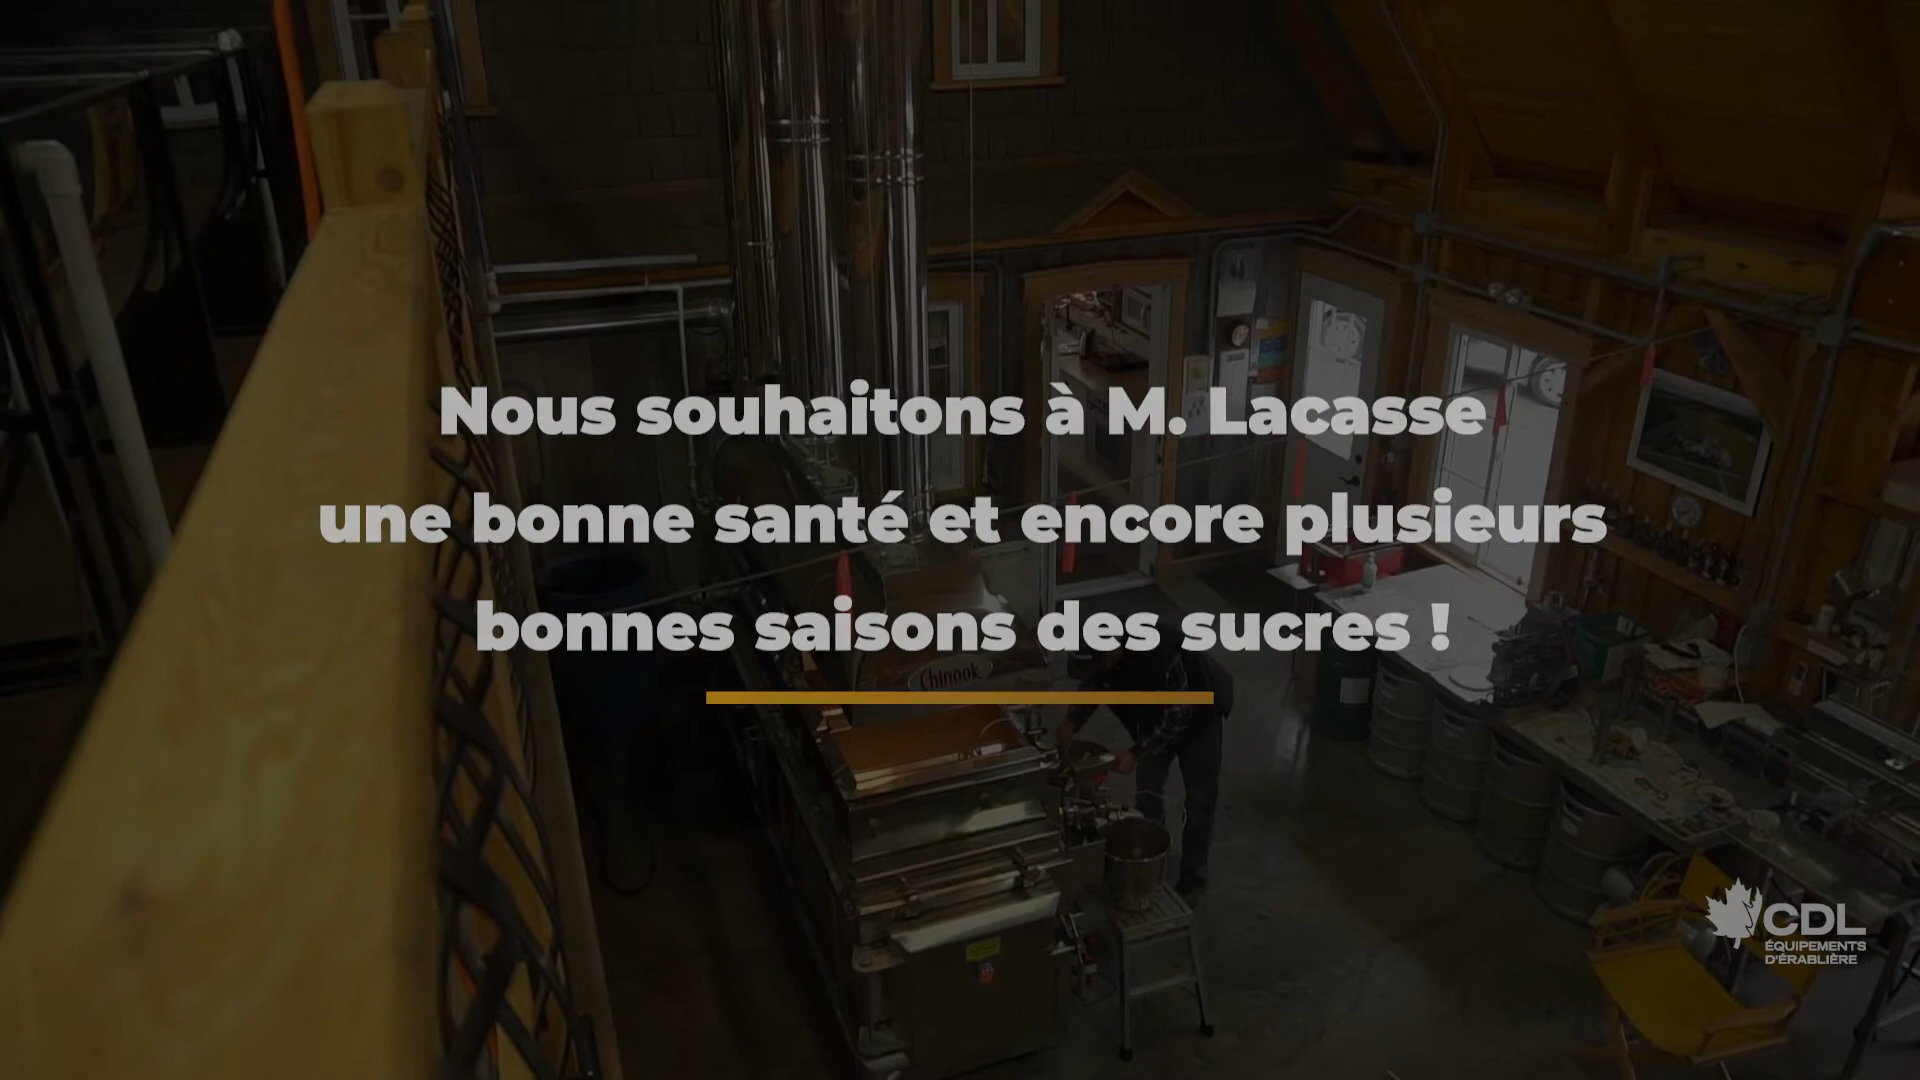 Nous souhaitons à M. Lacasse
une bonne santé et encore plusieurs
bonnes saisons des sucres !
Chinook
CDL
ÉQUIPEMENTS
D'ÉRABLIÈRE